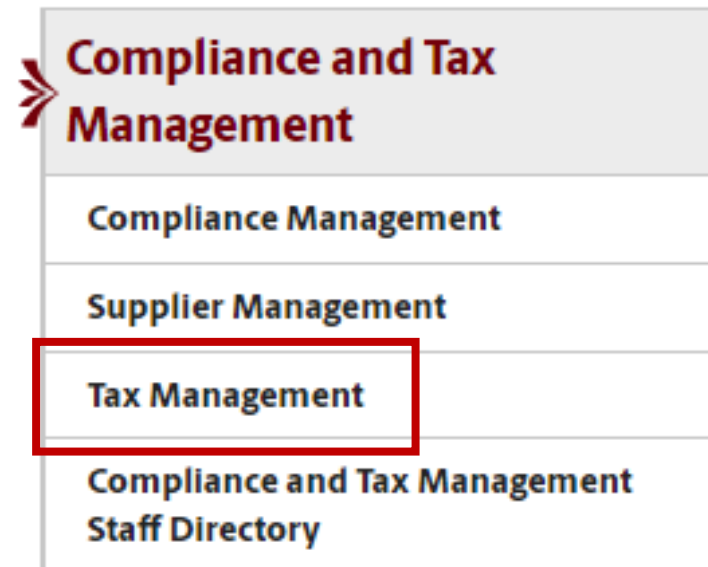 Compliance and Tax
Management
Compliance Management
Supplier Management
Tax Management
Compliance and Tax Management
Staff Directory